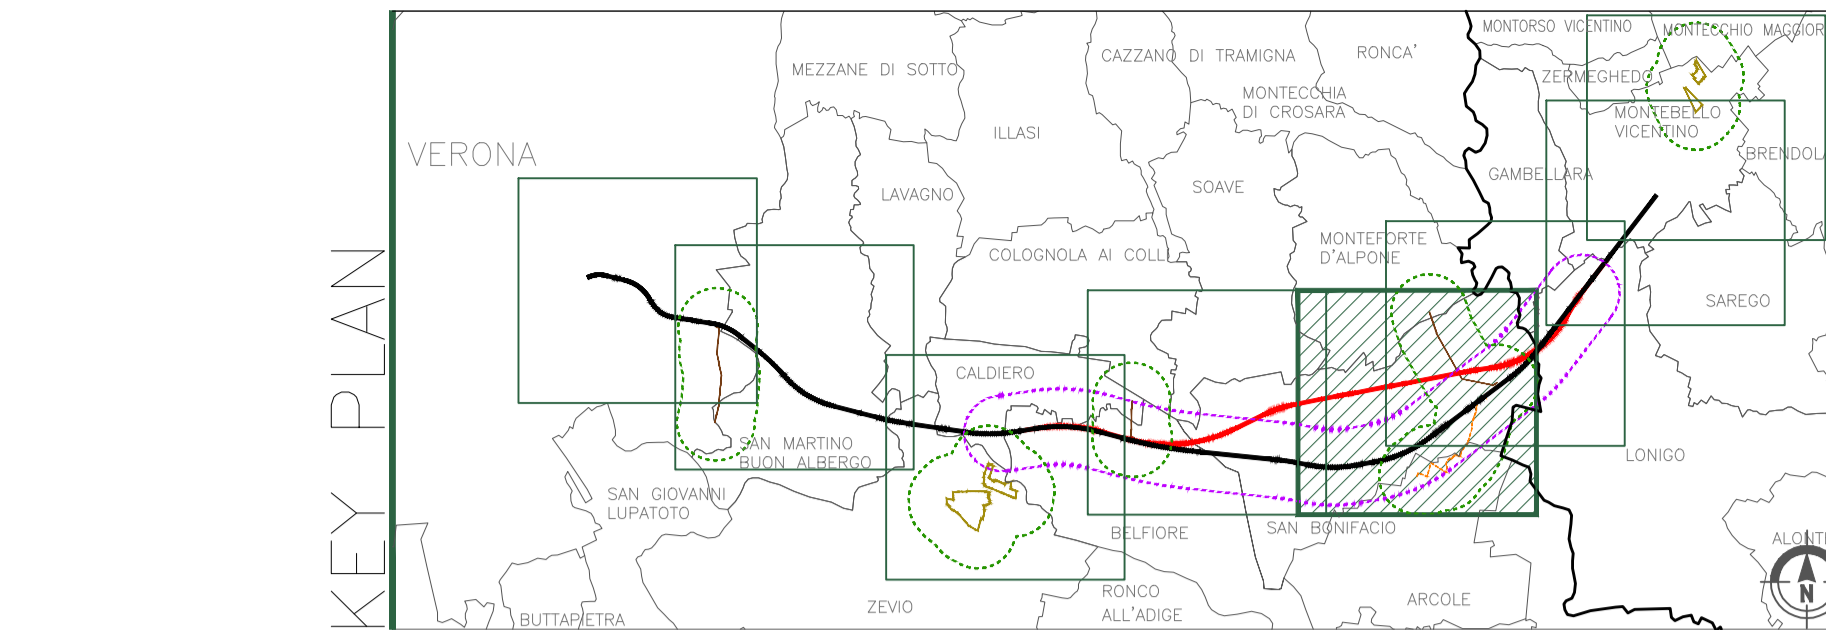 KEY PLAN
MONTORSO VICENTINO
MONTECCHIO MAGGIOR
MEZZANE DI SOTTO
CAZZANO DI TRAMIGNA
RONCA'
ZERMEGHEDO
MONTECCHIA
DI CROSARA
MONTEBELLO
VICENTINO
ILLASI
VERONA
BRENDOLA
LAVAGNO
SOAVE
GAMBELLARA
COLOGNOLA AI COLLI
MONTEFORTE
D'ALPONE
SAREGO
CALDIERO
SAN MARTINO
BUON ALBERGO
LONIGO
SAN GIOVANNI
LUPATOTO
BELFIORE
SAN BONIFACIO
ALONT
ZEVIO
RONCO
ALL'ADIGE
ARCOLE
BUTTAPIETRA
N